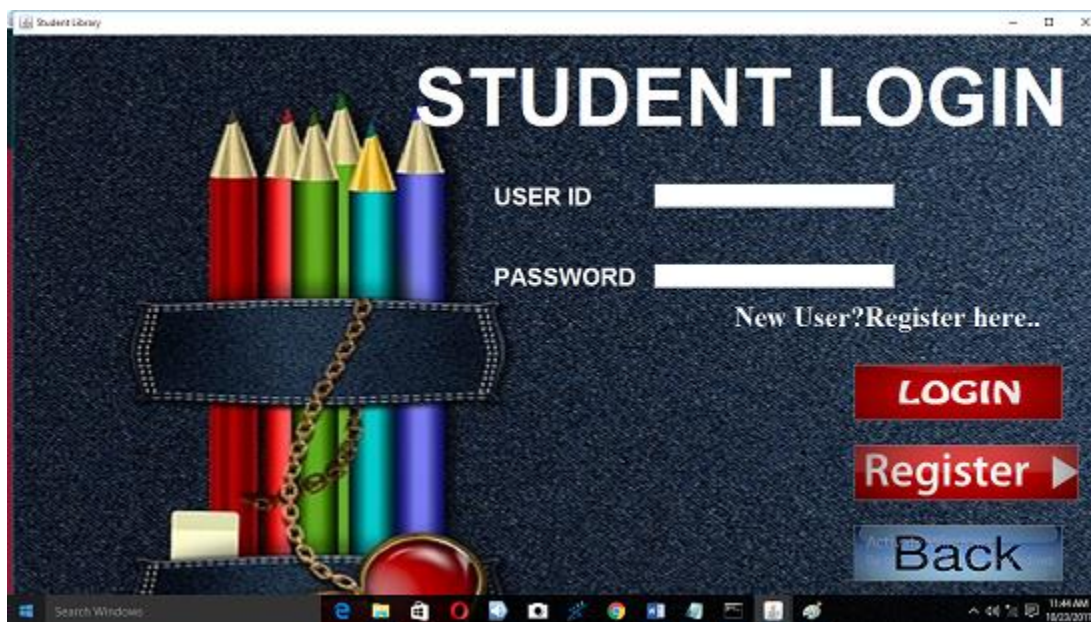 Student Library
STUDENT LOGIN
USER ID
PASSWORD
New User?Register here..
LOGIN
Register
Back
Search Windows
11:44 AM